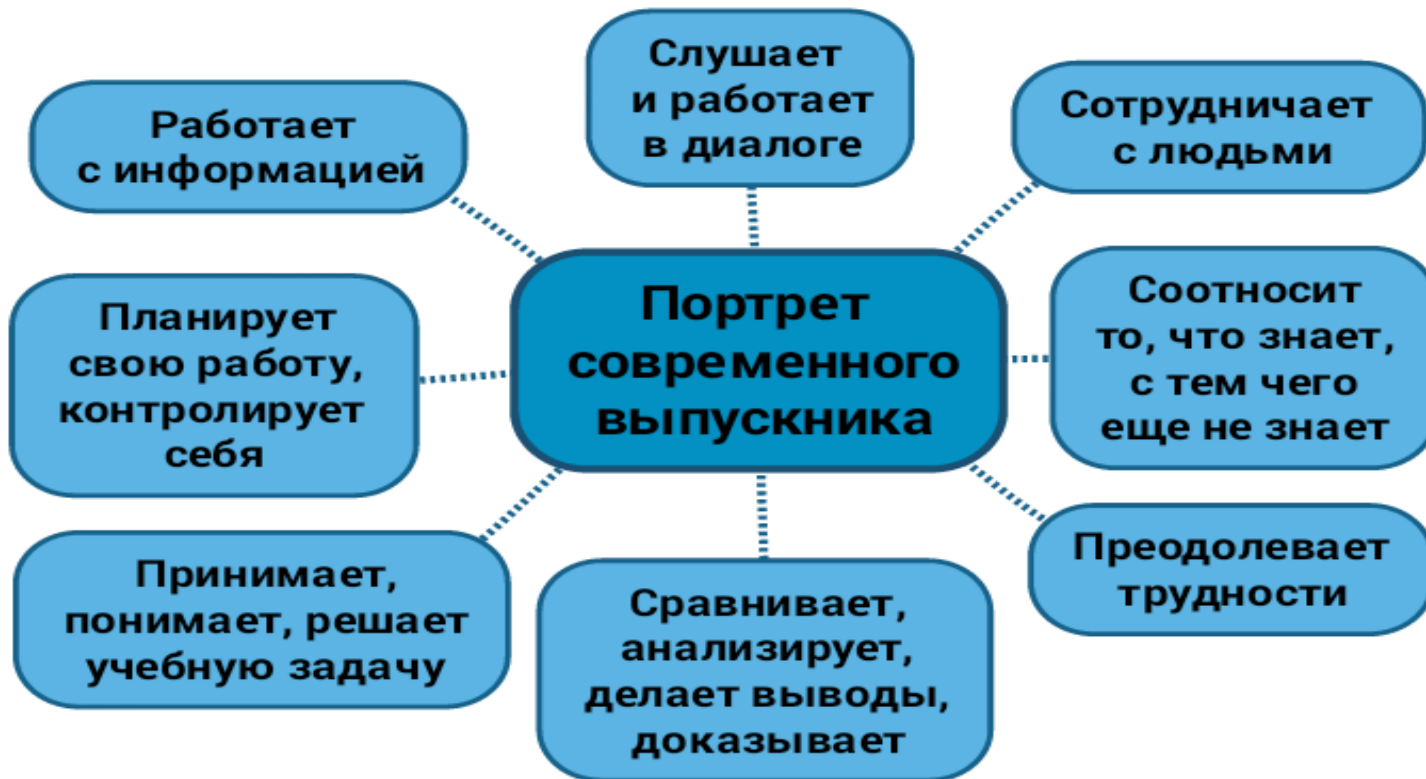 Слушает
и работает
в диалоге
Работает
с информацией
Сотрудничает
с людьми
Портрет
современного
выпускника
Планирует
свою работу,
контролирует
себя
Соотносит
то, что знает,
с тем чего
еще не знает
Принимает,
понимает, решает
учебную задачу
Сравнивает,
анализирует,
делает выводы,
доказывает
Преодолевает
трудности